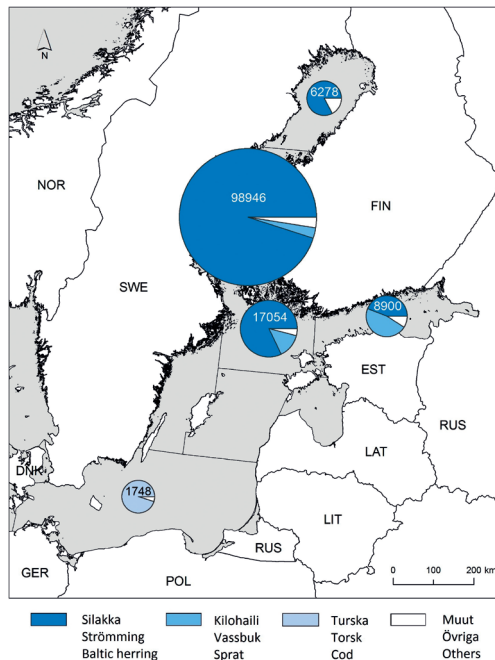 N
6278
NOR
98946
FIN
SWE
17054
8900
EST
RUS
LAT
DNK
1748
LIT
RUS
GER
POL
0 100 200 km
Silakka Kilohaili Turska Muut
Strömming Vassbuk Torsk Övriga
Baltic herring Sprat Cod Others